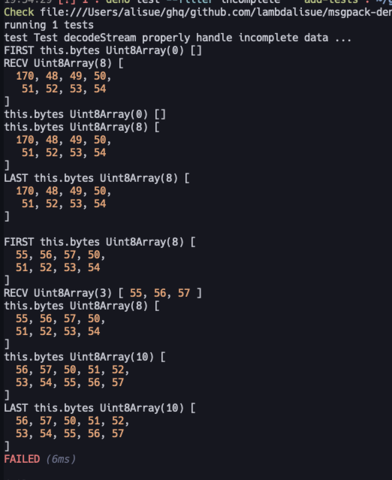 Check file:///Users/alisue/ghq/github.com/lambdalisue/msgpack-den
running 1 tests
test Test decodeStream properly handle incomplete data ...
FIRST this.bytes Uint8Array(0) []
RECV Uint8Array(8) [
170, 48, 49, 50,
51, 52, 53, 54
]
this.bytes Uint8Array(0) []
this.bytes Uint8Array(8) [
170, 48, 49, 50,
51, 52, 53, 54
]
LAST this.bytes Uint8Array(8) [
170, 48, 49, 50,
51, 52, 53, 54
]
FIRST this.bytes Uint8Array(8) [
55, 56, 57, 50,
51, 52, 53, 54
]
RECV Uint8Array(3) [ 55, 56, 57 ]
this.bytes Uint8Array(8) [
55, 56, 57, 50,
51, 52, 53, 54
]
this.bytes Uint8Array(10) [
56, 57, 50, 51, 52,
53, 54, 55, 56, 57
]
LAST this.bytes Uint8Array(10) [
56, 57, 50, 51, 52,
53, 54, 55, 56, 57
]
FAILED (6ms)